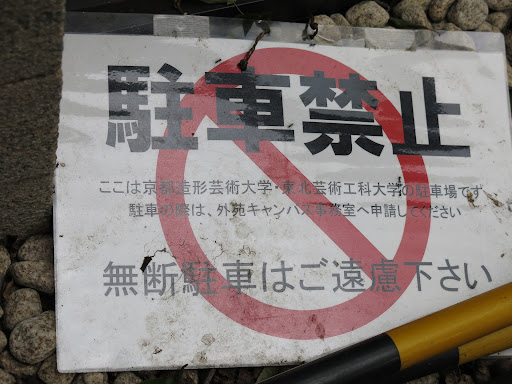 駐車禁止
ここは京都造形芸術大学・東北芸術工科大学の駐車場です
駐車の際は、外苑キャンパス事務室へ申請してください
無断駐車はご遠慮下さい